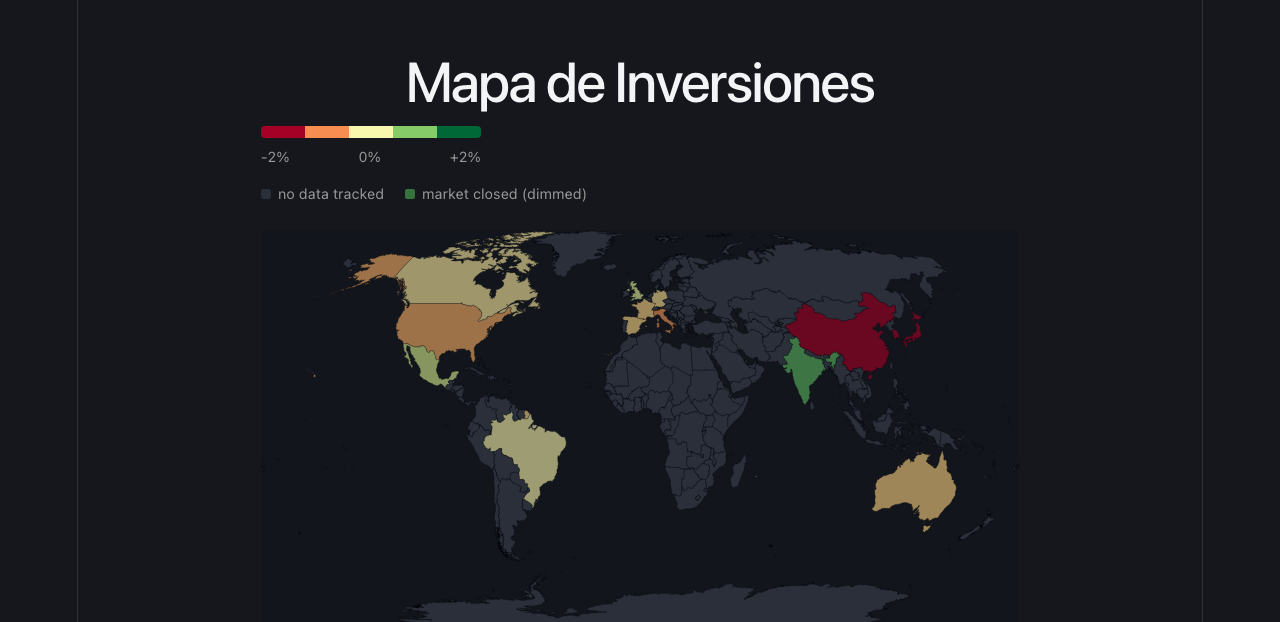 Mapa de Inversiones
-2% 0% +2%
no data tracked market closed (dimmed)